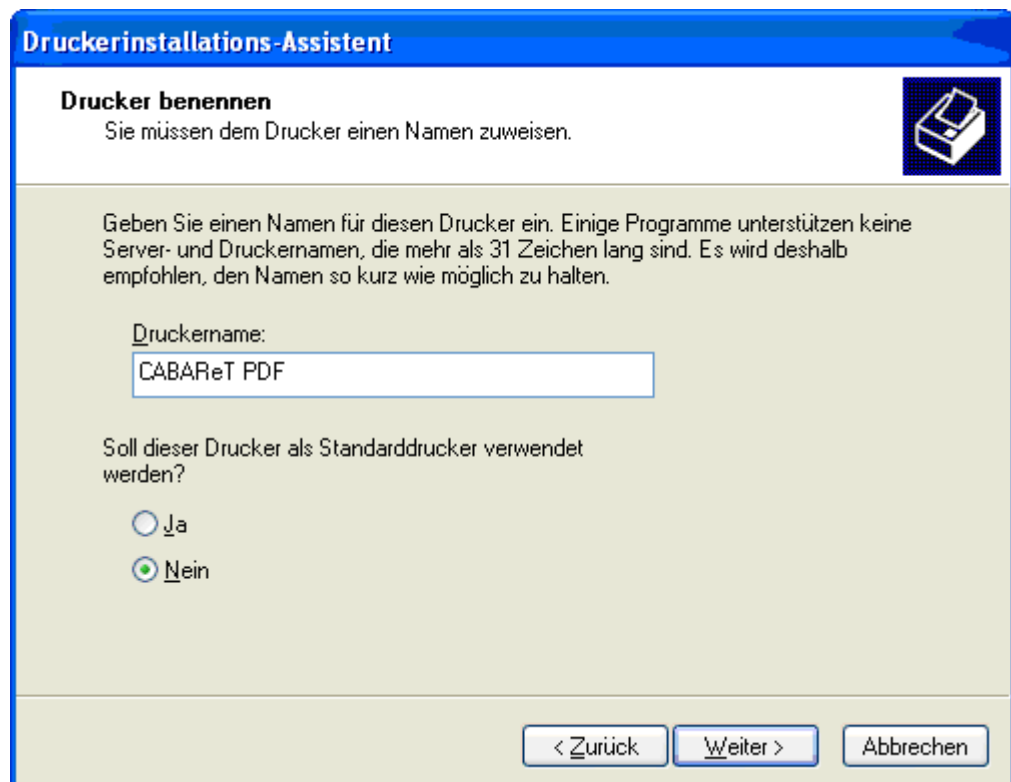 Druckerinstallations-Assistent
Drucker benennen
Sie müssen dem Drucker einen Namen zuweisen.
Geben Sie einen Namen für diesen Drucker ein. Einige Programme unterstützen keine
Server- und Druckernamen, die mehr als 31 Zeichen lang sind. Es wird deshalb
empfohlen, den Namen so kurz wie möglich zu halten.
Druckername:
CABAReT PDF
Soll dieser Drucker als Standarddrucker verwendet
werden?
Ja
Nein
< Zurück Weiter > Abbrechen